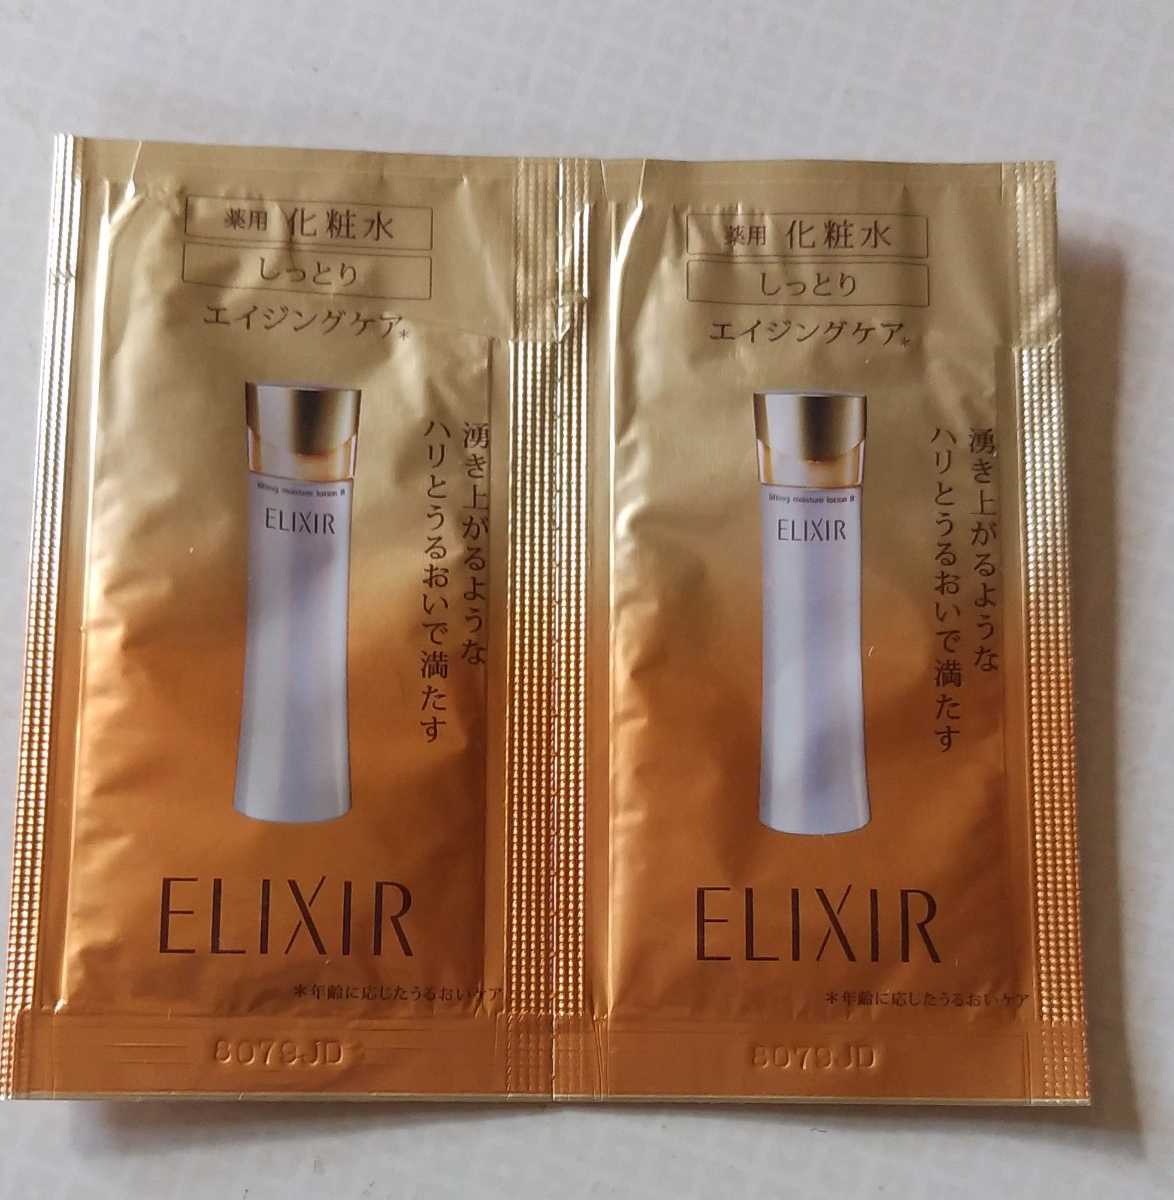 薬用 化粧水
しっとり
エイジングケア*
湧き上がるような
ハリとうるおいで満たす
lifting moisture lotion II
ELIXIR
ELIXIR
*年齢に応じたうるおいケア
8079JD
薬用 化粧水
しっとり
エイジングケア*
湧き上がるような
ハリとうるおいで満たす
lifting moisture lotion II
ELIXIR
ELIXIR
*年齢に応じたうるおいケア
8079JD